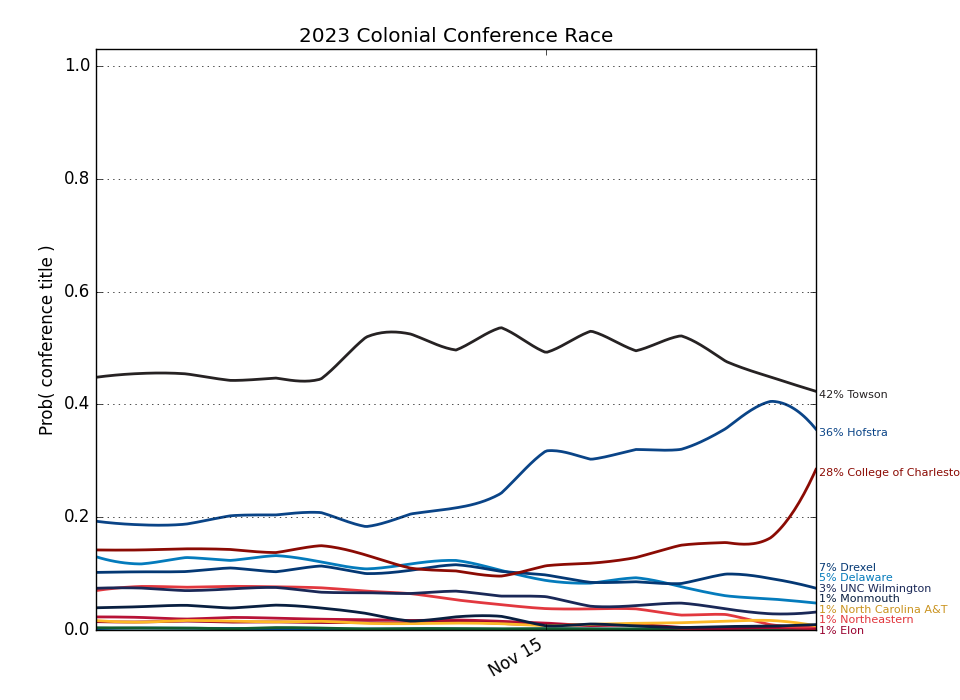 2023 Colonial Conference Race
Prob( conference title )
1.0
0.8
0.6
0.4
0.2
0.0
Nov 15
42% Towson
36% Hofstra
28% College of Charlesto
7% Drexel
5% Delaware
3% UNC Wilmington
1% Monmouth
1% North Carolina A&T
1% Northeastern
1% Elon